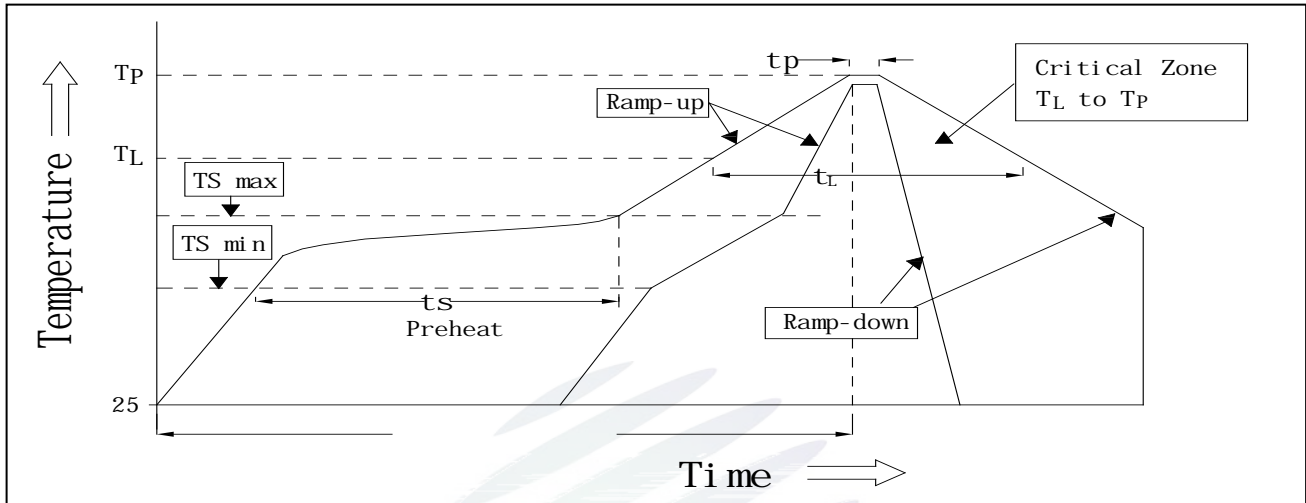 tp
Critical Zone
TL to TP
TP
Ramp-up
TL
tL
TS max
TS min
ts
Preheat
Ramp-down
Temperature
25
Time